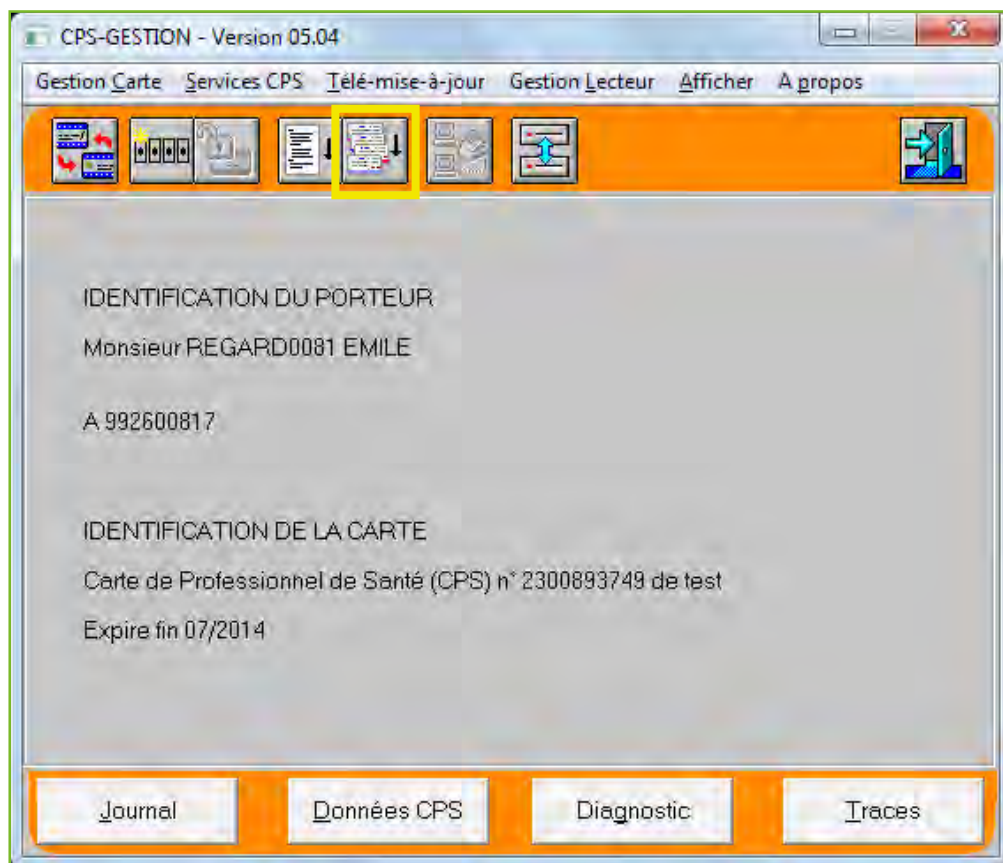 CPS-GESTION - Version 05.04
Gestion Carte Services CPS Télé-mise-à-jour Gestion Lecteur Afficher A propos
IDENTIFICATION DU PORTEUR
Monsieur REGARD0081 EMILE
A 992600817
IDENTIFICATION DE LA CARTE
Carte de Professionnel de Santé (CPS) n° 2300893749 de test
Expire fin 07/2014
Journal Données CPS Diagnostic Traces